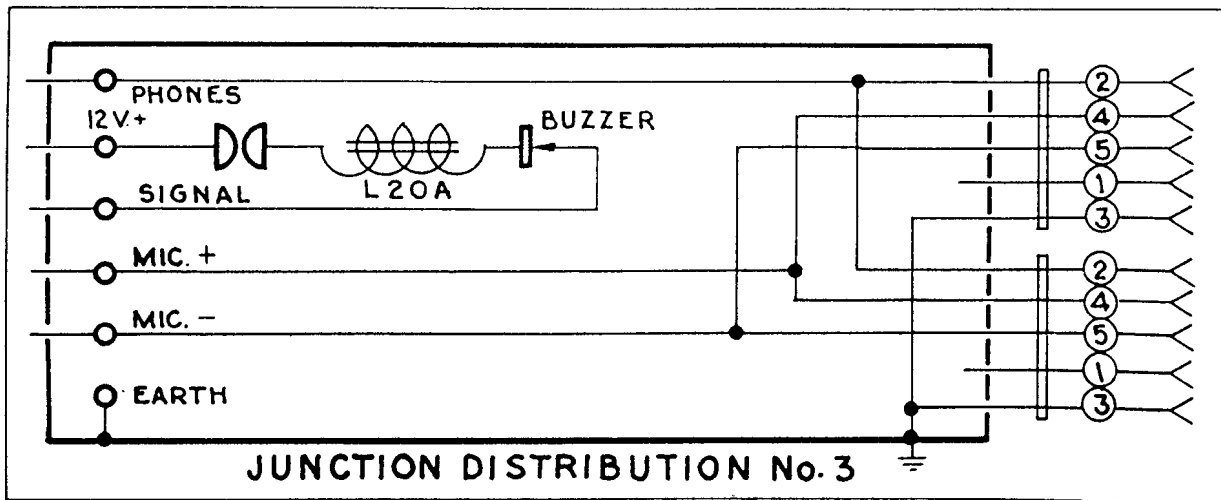 PHONES
12V.+
BUZZER
L20A
SIGNAL
MIC. +
MIC. -
EARTH
2
4
5
1
3
2
4
5
1
3
JUNCTION DISTRIBUTION No. 3